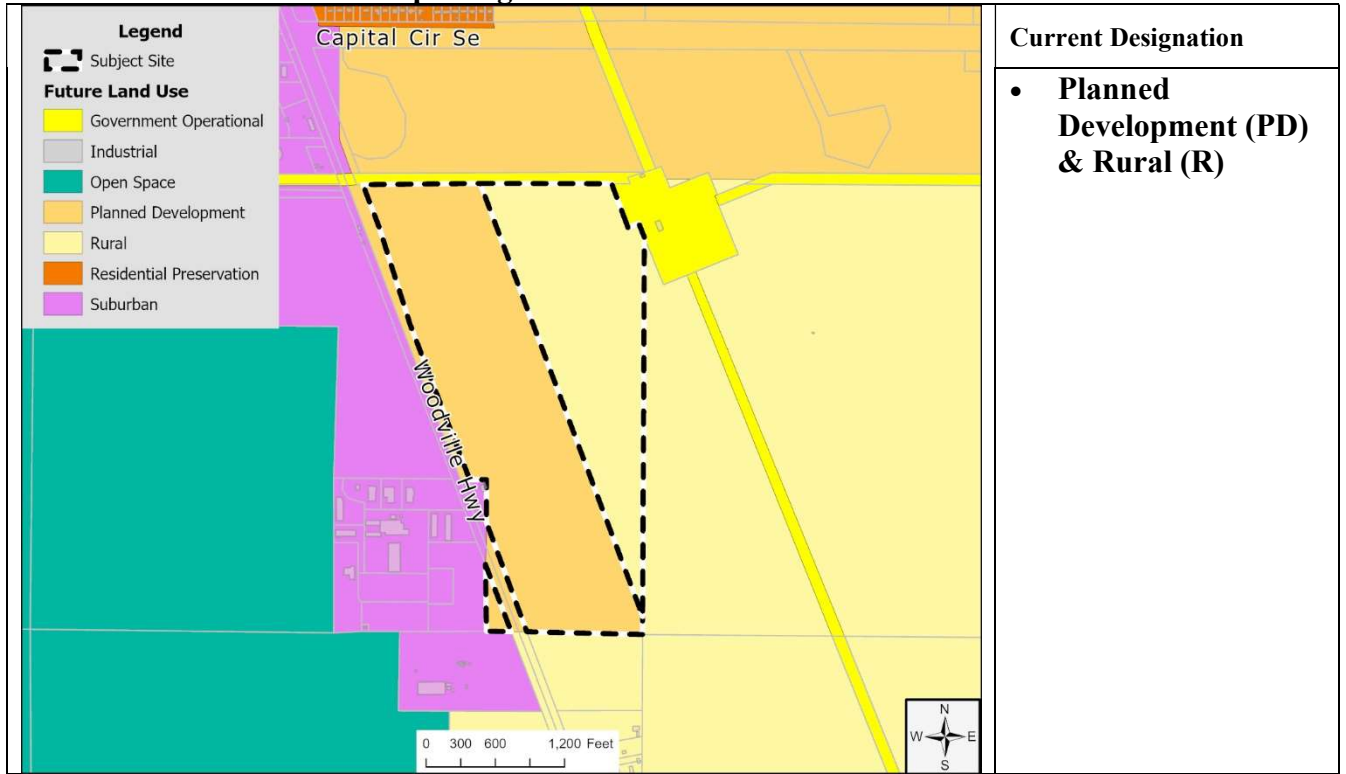 Legend
Subject Site
Future Land Use
Government Operational
Industrial
Open Space
Planned Development
Rural
Residential Preservation
Suburban
Capital Cir Se
Woodville Hwy
0 300 600 1,200 Feet
N
W E
S
Current Designation
• Planned
Development (PD)
& Rural (R)